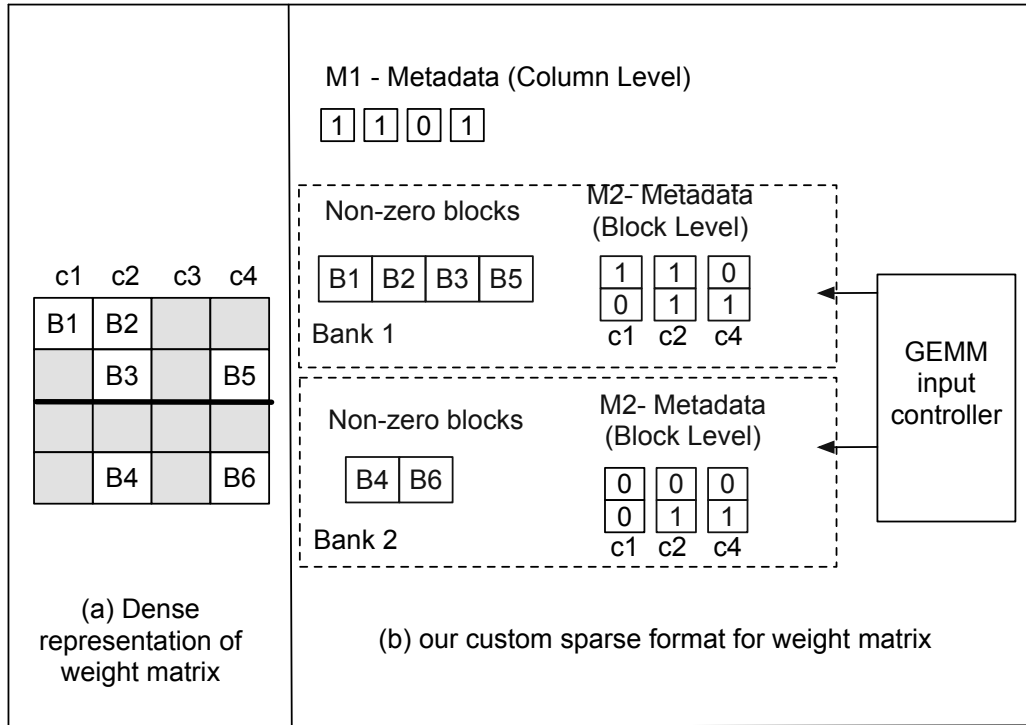 M1 - Metadata (Column Level)
1 1 0 1
c1 c2 c3 c4
B1 B2
B3 B5
B4 B6
(a) Dense
representation of
weight matrix
Non-zero blocks
B1 B2 B3 B5
Bank 1
M2- Metadata
(Block Level)
1 1 0
0 1 1
c1 c2 c4
Non-zero blocks
B4 B6
Bank 2
M2- Metadata
(Block Level)
0 0 0
0 1 1
c1 c2 c4
GEMM
input
controller
(b) our custom sparse format for weight matrix